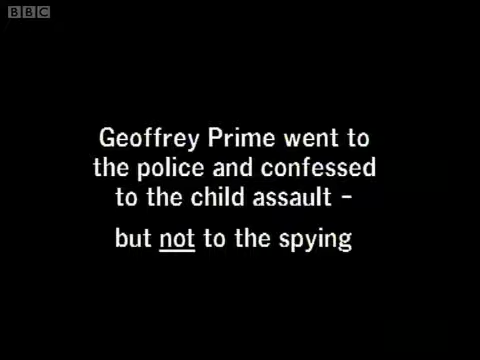 BBC
Geoffrey Prime went to
the police and confessed
to the child assault -
but not to the spying